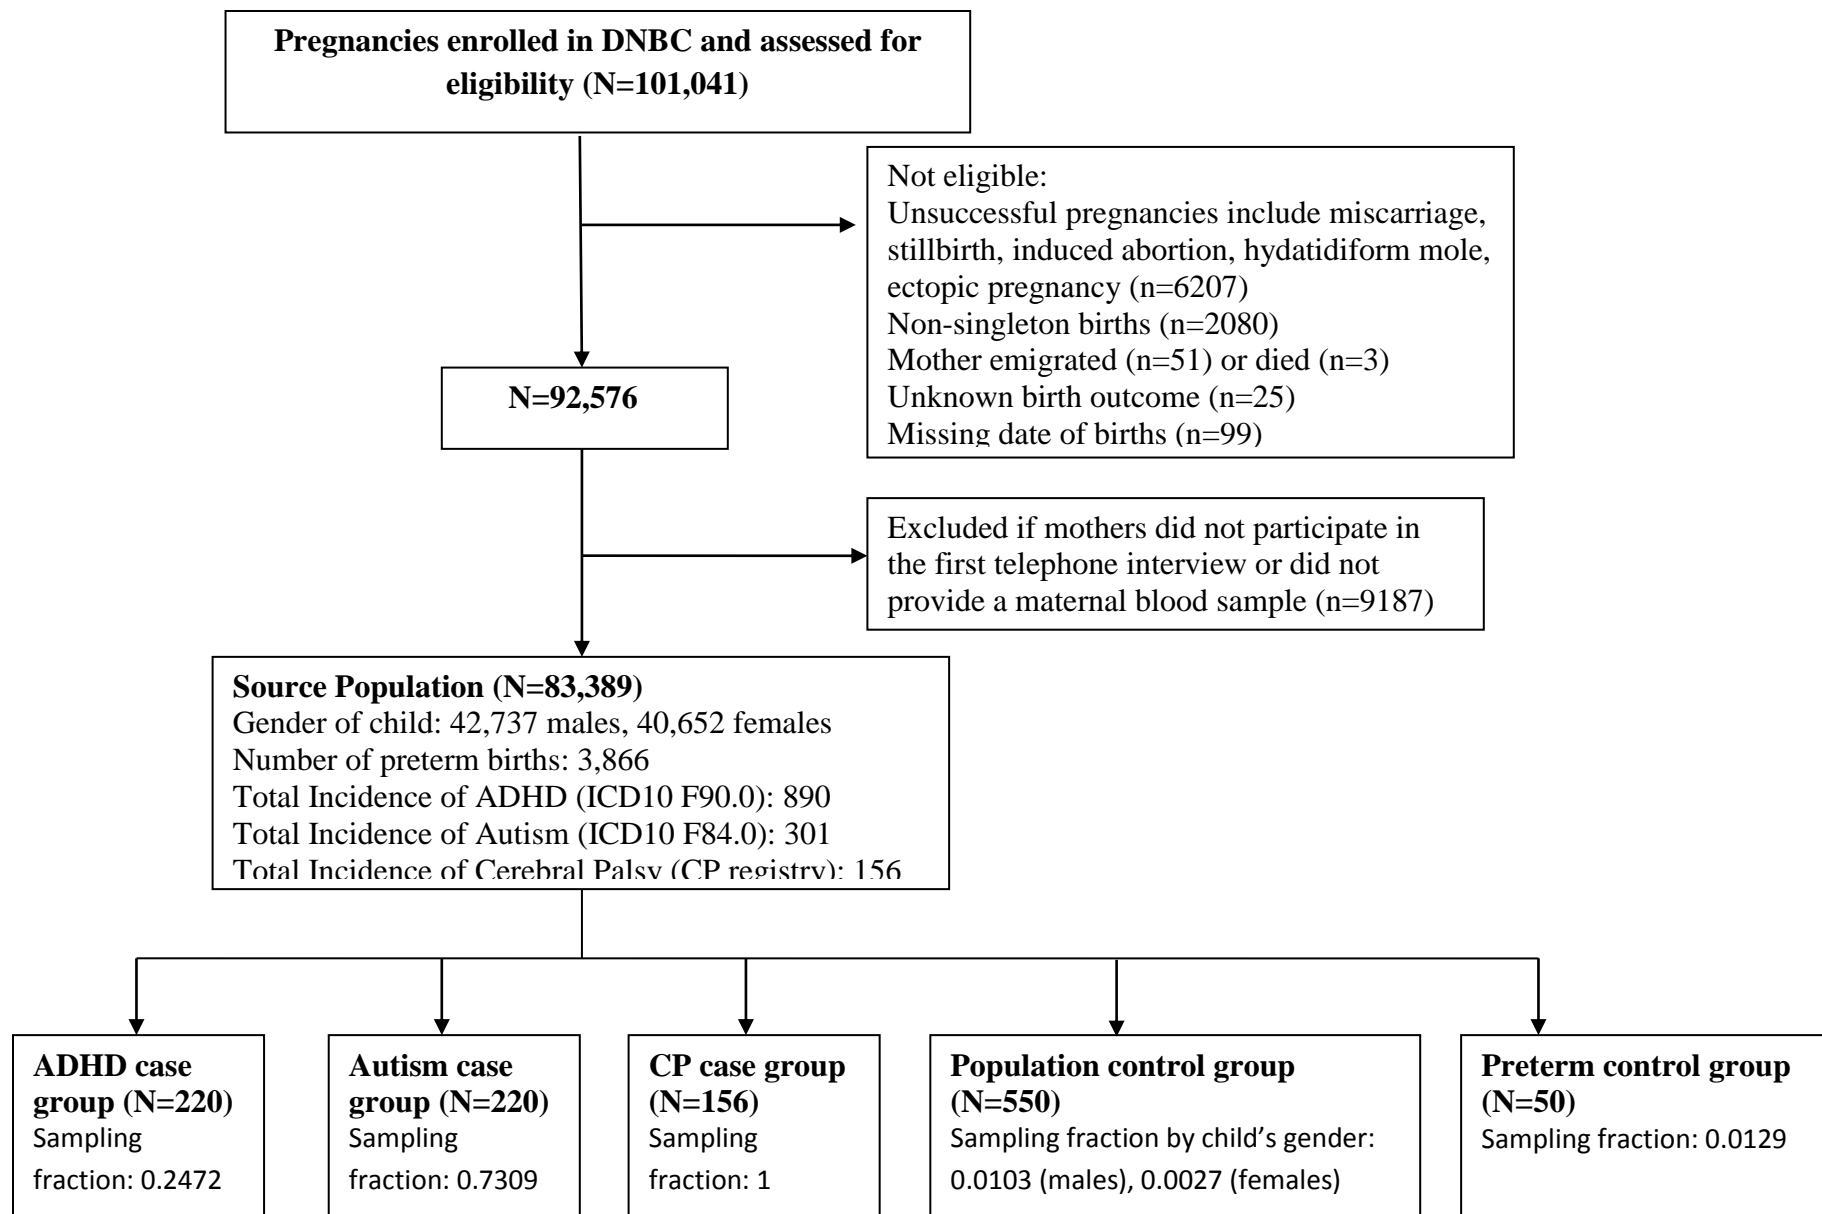 Pregnancies enrolled in DNBC and assessed for
eligibility (N=101,041)
Not eligible:
Unsuccessful pregnancies include miscarriage,
stillbirth, induced abortion, hydatidiform mole,
ectopic pregnancy (n=6207)
Non-singleton births (n=2080)
Mother emigrated (n=51) or died (n=3)
Unknown birth outcome (n=25)
Missing date of births (n=99)
N=92,576
Excluded if mothers did not participate in
the first telephone interview or did not
provide a maternal blood sample (n=9187)
Source Population (N=83,389)
Gender of child: 42,737 males, 40,652 females
Number of preterm births: 3,866
Total Incidence of ADHD (ICD10 F90.0): 890
Total Incidence of Autism (ICD10 F84.0): 301
Total Incidence of Cerebral Palsy (CP registry): 156
ADHD case
group (N=220)
Sampling
fraction: 0.2472
Autism case
group (N=220)
Sampling
fraction: 0.7309
CP case group
(N=156)
Sampling
fraction: 1
Population control group
(N=550)
Sampling fraction by child’s gender:
0.0103 (males), 0.0027 (females)
Preterm control group
(N=50)
Sampling fraction: 0.0129